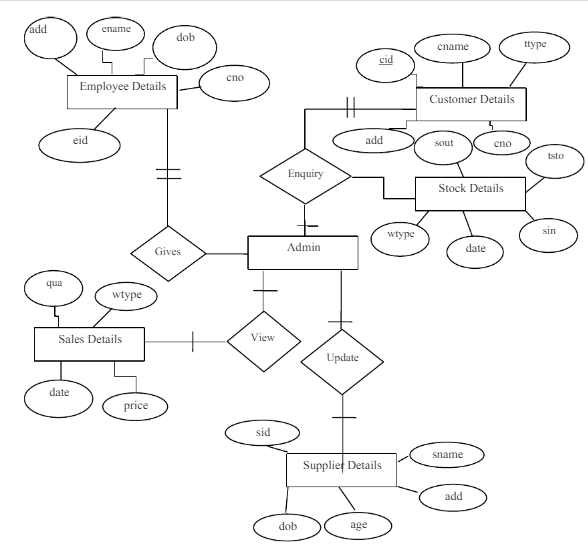 add
ename
dob
cno
Employee Details
eid
cid
cname
ttype
Customer Details
add
sout
cno
tsto
Enquiry
Stock Details
wtype
date
sin
Gives
Admin
qua
wtype
Sales Details
date
price
View
Update
sid
sname
Supplier Details
add
dob
age